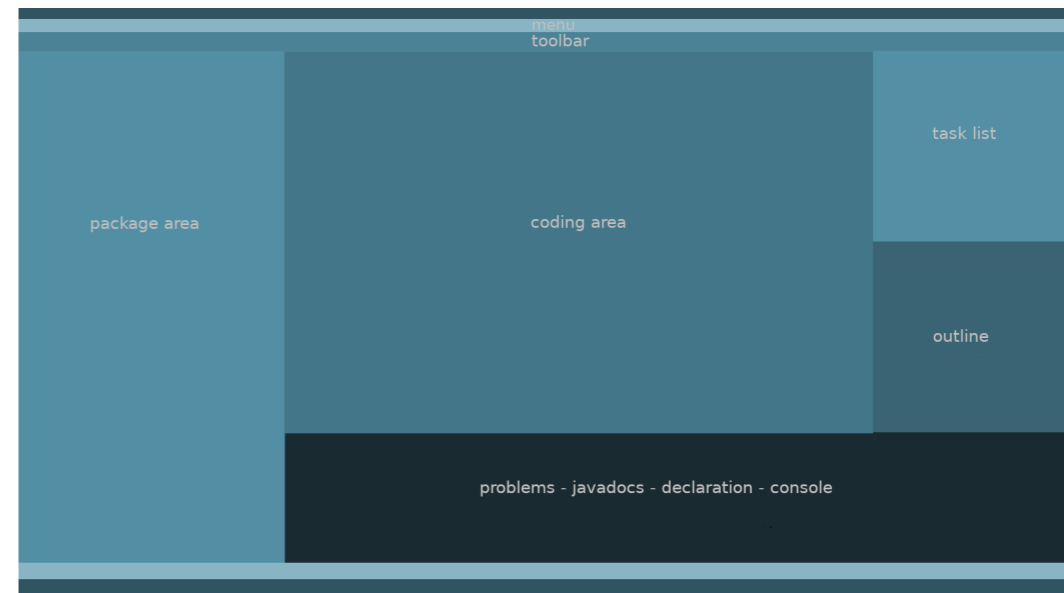 menu
toolbar
task list
package area
coding area
outline
problems - javadocs - declaration - console